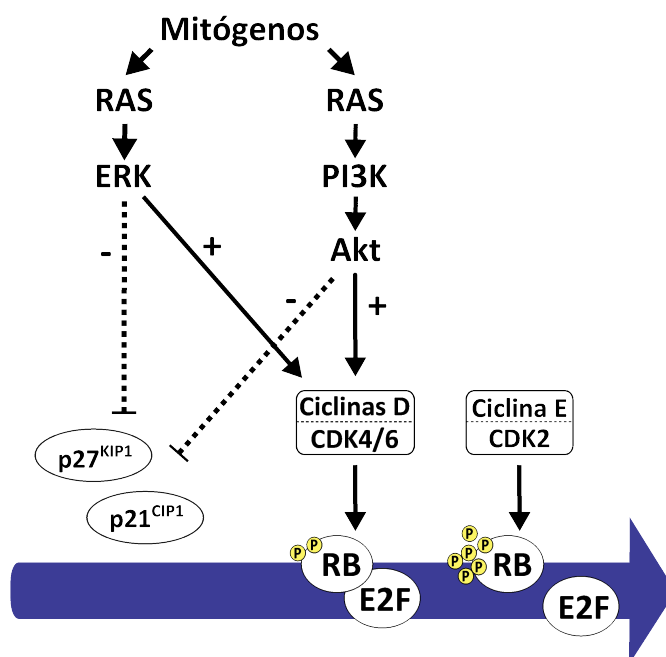 Mitógenos
RAS RAS
ERK PI3K
Akt
- + - +
Ciclinas D
CDK4/6
Ciclina E
CDK2
p27KIP1
p21CIP1
P P RB
E2F
P P P P P P RB
E2F